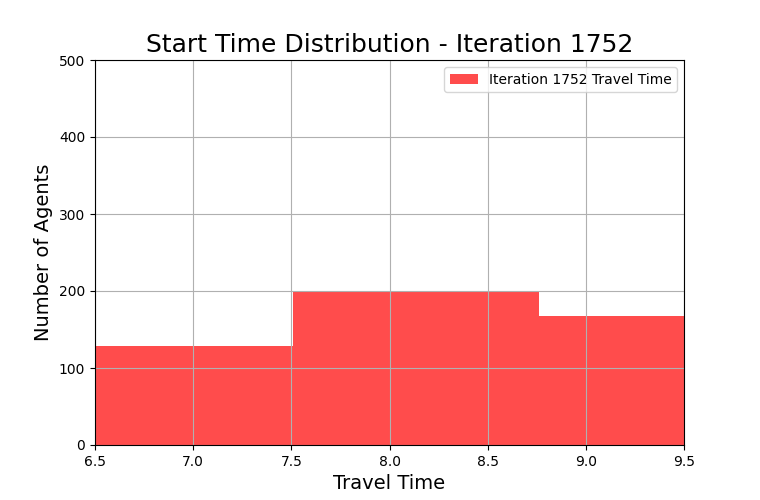 Start Time Distribution - Iteration 1752
Iteration 1752 Travel Time
Number of Agents
500
400
300
200
100
0
6.5 7.0 7.5 8.0 8.5 9.0 9.5
Travel Time